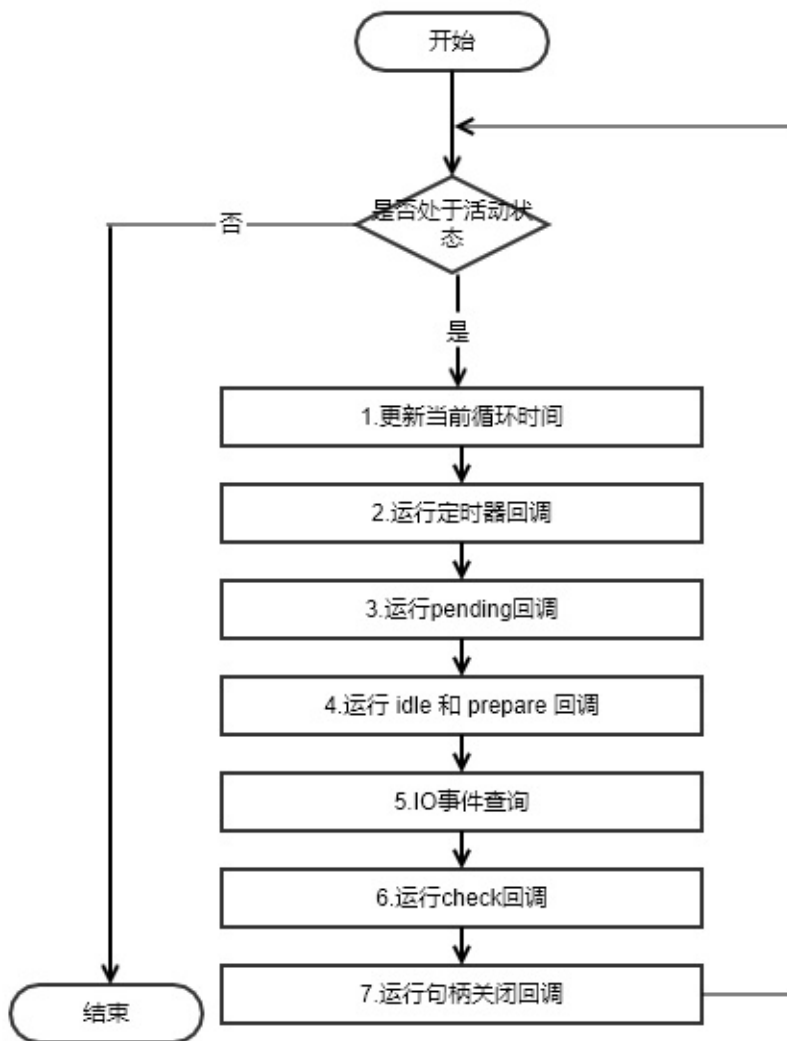 开始
是否处于活动状
态
否
是
1.更新当前循环时间
2.运行定时器回调
3.运行pending回调
4.运行 idle 和 prepare 回调
5.IO事件查询
6.运行check回调
7.运行句柄关闭回调
结束